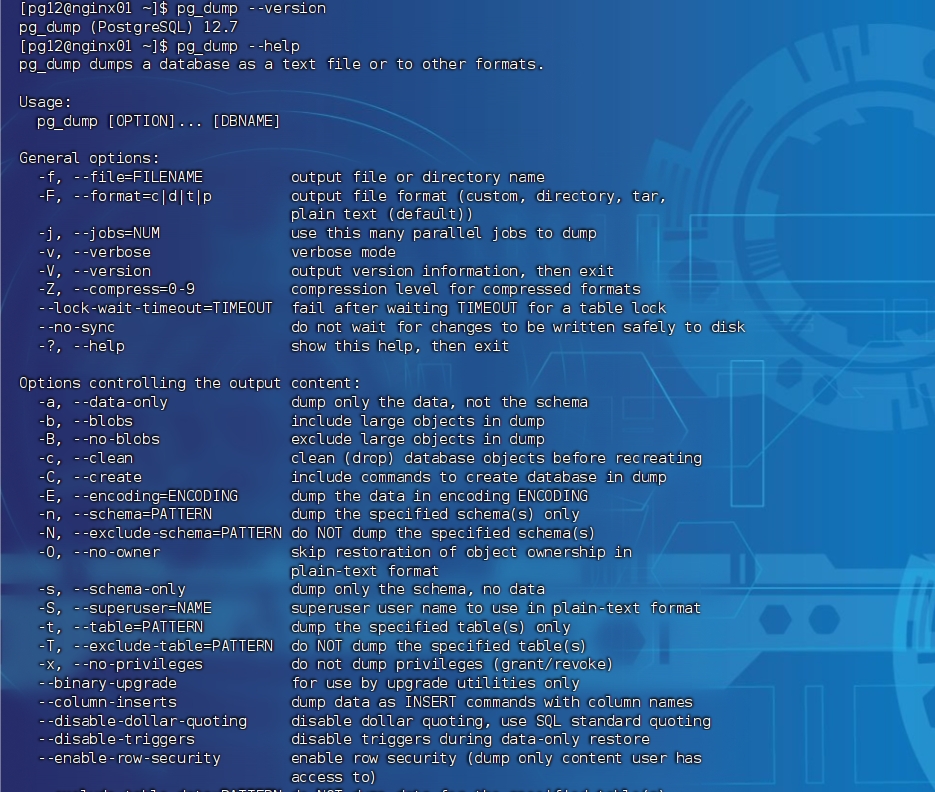 [pg12@nginx01 ~]$ pg_dump --version
pg_dump (PostgreSQL) 12.7
[pg12@nginx01 ~]$ pg_dump --help
pg_dump dumps a database as a text file or to other formats.

Usage:
  pg_dump [OPTION]... [DBNAME]

General options:
  -f, --file=FILENAME          output file or directory name
  -F, --format=c|d|t|p         output file format (custom, directory, tar,
                               plain text (default))
  -j, --jobs=NUM               use this many parallel jobs to dump
  -v, --verbose                verbose mode
  -V, --version                output version information, then exit
  -Z, --compress=0-9           compression level for compressed formats
  --lock-wait-timeout=TIMEOUT  fail after waiting TIMEOUT for a table lock
  --no-sync                    do not wait for changes to be written safely to disk
  -?, --help                   show this help, then exit

Options controlling the output content:
  -a, --data-only              dump only the data, not the schema
  -b, --blobs                  include large objects in dump
  -B, --no-blobs               exclude large objects in dump
  -c, --clean                  clean (drop) database objects before recreating
  -C, --create                 include commands to create database in dump
  -E, --encoding=ENCODING      dump the data in encoding ENCODING
  -n, --schema=PATTERN         dump the specified schema(s) only
  -N, --exclude-schema=PATTERN do NOT dump the specified schema(s)
  -O, --no-owner               skip restoration of object ownership in
                               plain-text format
  -s, --schema-only            dump only the schema, no data
  -S, --superuser=NAME         superuser user name to use in plain-text format
  -t, --table=PATTERN          dump the specified table(s) only
  -T, --exclude-table=PATTERN  do NOT dump the specified table(s)
  -x, --no-privileges          do not dump privileges (grant/revoke)
  --binary-upgrade             for use by upgrade utilities only
  --column-inserts             dump data as INSERT commands with column names
  --disable-dollar-quoting     disable dollar quoting, use SQL standard quoting
  --disable-triggers           disable triggers during data-only restore
  --enable-row-security        enable row security (dump only content user has
                               access to)